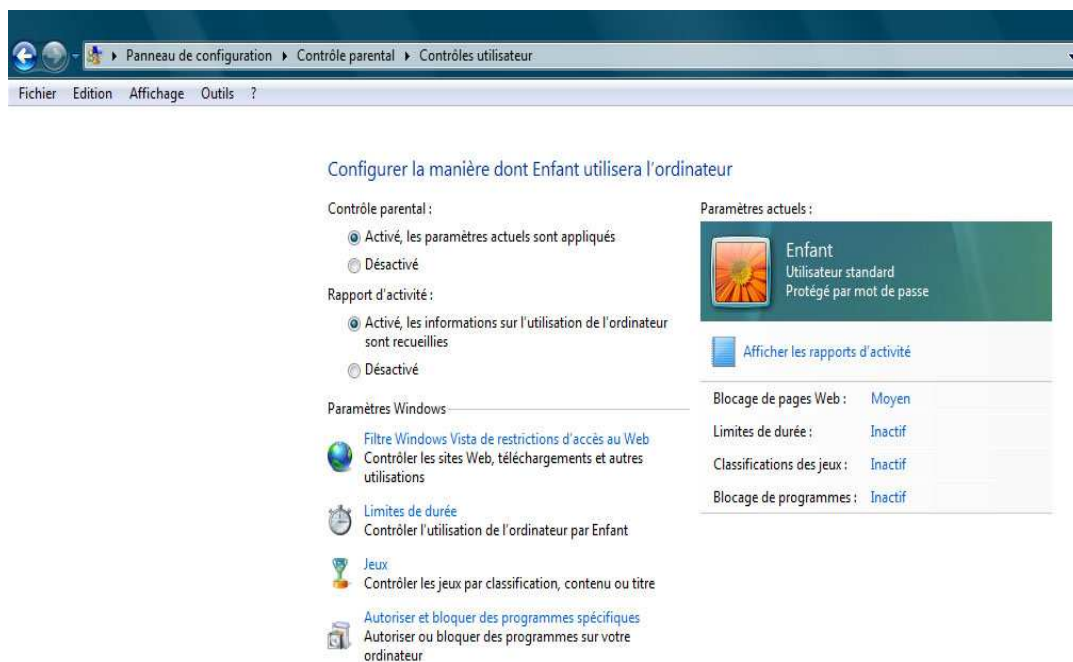 Panneau de configuration ▸ Contrôle parental ▸ Contrôles utilisateur
Fichier Edition Affichage Outils ?
Configurer la manière dont Enfant utilisera l'ordinateur
Contrôle parental :
Activé, les paramètres actuels sont appliqués
Désactivé
Rapport d'activité :
Activé, les informations sur l'utilisation de l'ordinateur
sont recueillies
Désactivé
Paramètres Windows
Filtre Windows Vista de restrictions d'accès au Web
Contrôler les sites Web, téléchargements et autres
utilisations
Limites de durée
Contrôler l'utilisation de l'ordinateur par Enfant
Jeux
Contrôler les jeux par classification, contenu ou titre
Autoriser et bloquer des programmes spécifiques
Autoriser ou bloquer des programmes sur votre
ordinateur
Paramètres actuels :
Enfant
Utilisateur standard
Protégé par mot de passe
Afficher les rapports d'activité
Blocage de pages Web : Moyen
Limites de durée : Inactif
Classifications des jeux : Inactif
Blocage de programmes : Inactif